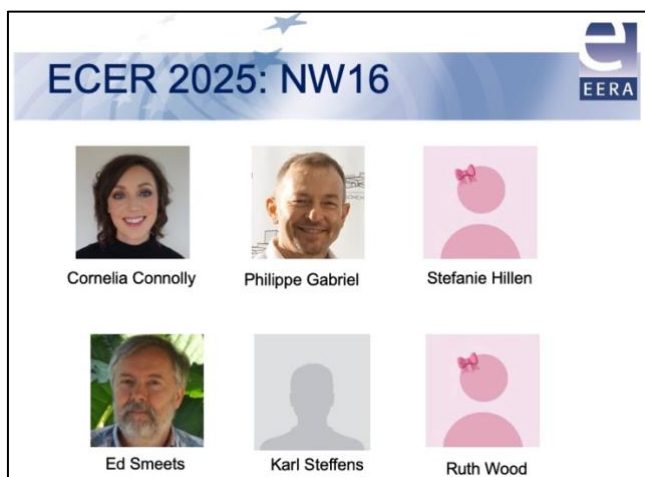 ECER 2025: NW16
e
EERA
Cornelia Connolly
Philippe Gabriel
Stefanie Hillen
Ed Smeets
Karl Steffens
Ruth Wood